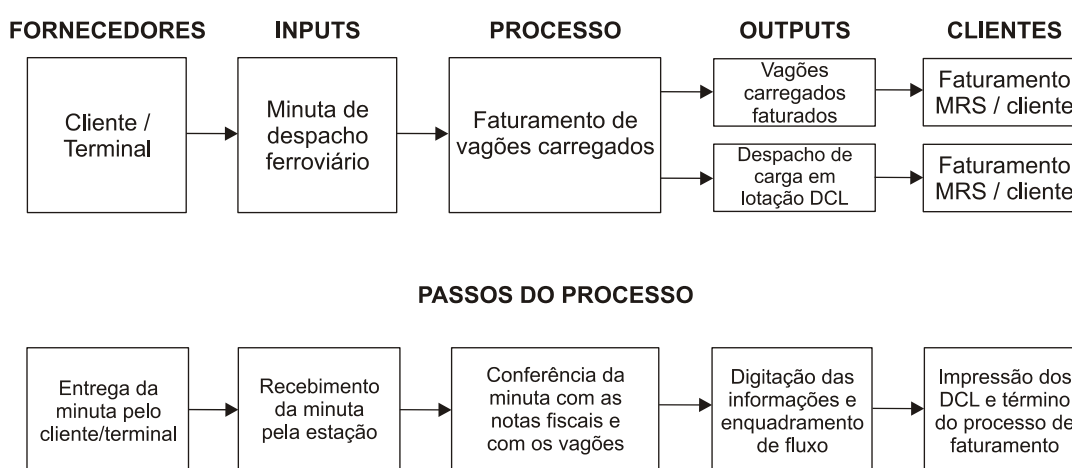 FORNECEDORES
INPUTS
PROCESSO
OUTPUTS
CLIENTES
Cliente /
Terminal
Minuta de
despacho
ferroviário
Faturamento de
vagões carregados
Vagões
carregados
faturados
Faturamento
MRS / cliente
Despacho de
carga em
lotação DCL
Faturamento
MRS / cliente
PASSOS DO PROCESSO
Entrega da
minuta pelo
cliente/terminal
Recebimento
da minuta
pela estação
Conferência da
minuta com as
notas fiscais e
com os vagões
Digitação das
informações e
enquadramento
de fluxo
Impressão dos
DCL e término
do processo de
faturamento